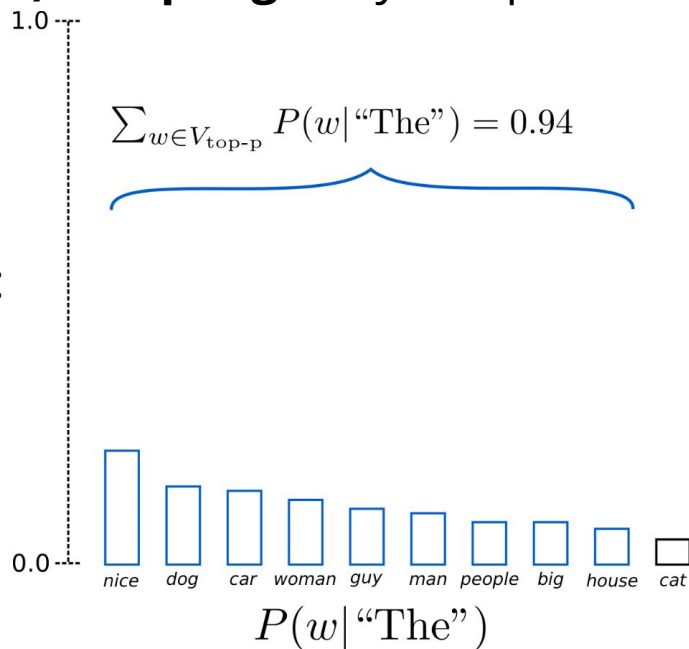 1.0
∑w∈Vtop-p P(w|“The”) = 0.94
0.0
nice dog car woman guy man people big house cat
P(w|“The”)